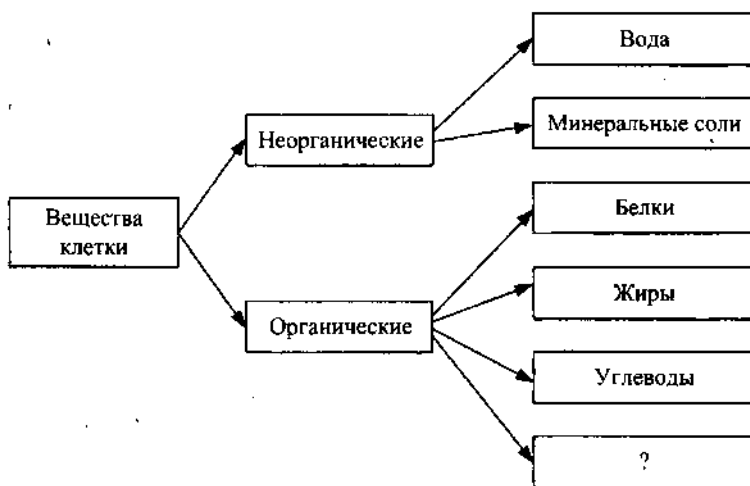 Вода
Неорганические
Минеральные соли
Вещества
клетки
Белки
Жиры
Органические
Углеводы
?